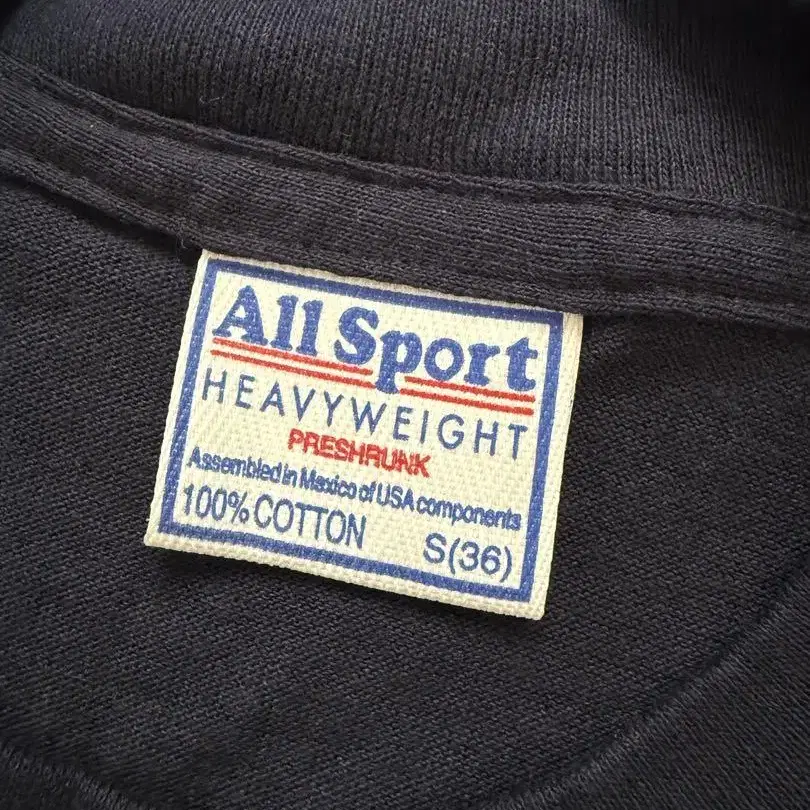 All Sport
HEAVYWEIGHT
PRESHRUNK
Assembled in Mexico of USA components
100% COTTON
S(36)